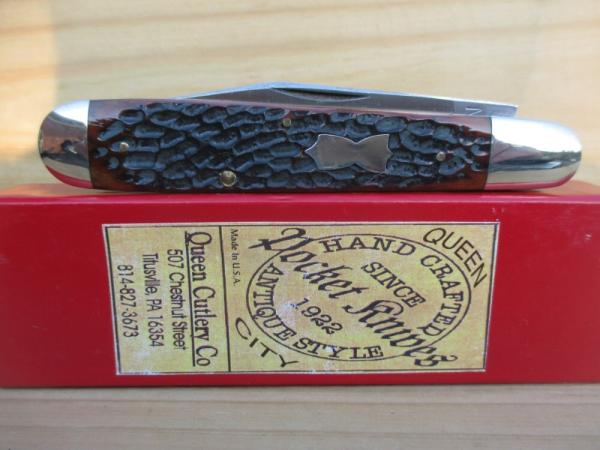 QUEEN
HAND CRAFTED
SINCE
Pocket Knives
1922
ANTIQUE STYLE
CITY
Made In U.S.A.
Queen Cutlery Co
507 Chestnut Street
Titusville, PA 16354
814-827-3673